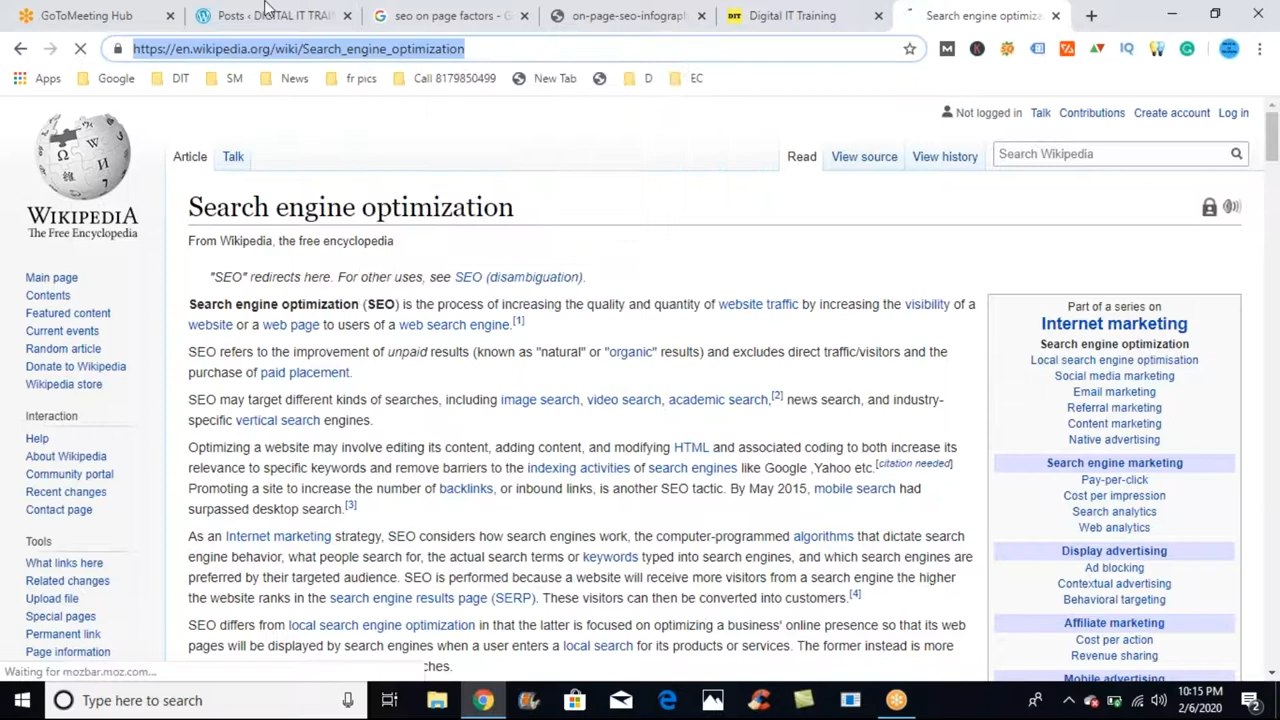 GoToMeeting Hub
Posts ‹ DIGITAL IT TRAI
seo on page factors - G
on-page-seo-infograph
DIT Digital IT Training
Search engine optimiza
https://en.wikipedia.org/wiki/Search_engine_optimization
Apps Google DIT SM News fr pics Call 8179850499 New Tab D EC
Not logged in Talk Contributions Create account Log in
Article Talk Read View source View history Search Wikipedia
WIKIPEDIA
The Free Encyclopedia
Main page
Contents
Featured content
Current events
Random article
Donate to Wikipedia
Wikipedia store
Interaction
Help
About Wikipedia
Community portal
Recent changes
Contact page
Tools
What links here
Related changes
Upload file
Special pages
Permanent link
Page information
Search engine optimization
From Wikipedia, the free encyclopedia
"SEO" redirects here. For other uses, see SEO (disambiguation).
Search engine optimization (SEO) is the process of increasing the quality and quantity of website traffic by increasing the visibility of a
website or a web page to users of a web search engine.[1]
SEO refers to the improvement of unpaid results (known as "natural" or "organic" results) and excludes direct traffic/visitors and the
purchase of paid placement.
SEO may target different kinds of searches, including image search, video search, academic search,[2] news search, and industry-
specific vertical search engines.
Optimizing a website may involve editing its content, adding content, and modifying HTML and associated coding to both increase its
relevance to specific keywords and remove barriers to the indexing activities of search engines like Google ,Yahoo etc.[citation needed]
Promoting a site to increase the number of backlinks, or inbound links, is another SEO tactic. By May 2015, mobile search had
surpassed desktop search.[3]
As an Internet marketing strategy, SEO considers how search engines work, the computer-programmed algorithms that dictate search
engine behavior, what people search for, the actual search terms or keywords typed into search engines, and which search engines are
preferred by their targeted audience. SEO is performed because a website will receive more visitors from a search engine the higher
the website ranks in the search engine results page (SERP). These visitors can then be converted into customers.[4]
SEO differs from local search engine optimization in that the latter is focused on optimizing a business' online presence so that its web
pages will be displayed by search engines when a user enters a local search for its products or services. The former instead is more
ches.
Part of a series on
Internet marketing
Search engine optimization
Local search engine optimisation
Social media marketing
Email marketing
Referral marketing
Content marketing
Native advertising
Search engine marketing
Pay-per-click
Cost per impression
Search analytics
Web analytics
Display advertising
Ad blocking
Contextual advertising
Behavioral targeting
Affiliate marketing
Cost per action
Revenue sharing
Mobile advertising
Waiting for mozbar.moz.com...
Type here to search
10:15 PM
2/6/2020
2